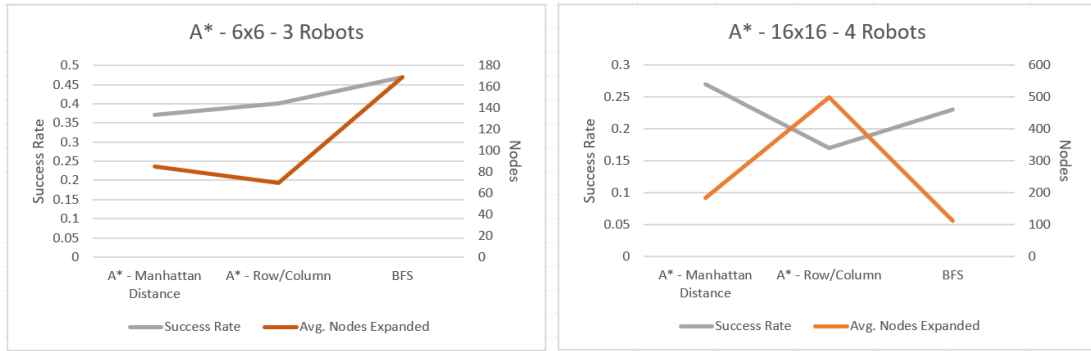 A* - 6x6 - 3 Robots
0.5
0.45
0.4
0.35
0.3
0.25
0.2
0.15
0.1
0.05
0
Success Rate
180
160
140
120
100
80
60
40
20
0
Nodes
A* - Manhattan
Distance
A* - Row/Column
BFS
Success Rate
Avg. Nodes Expanded
A* - 16x16 - 4 Robots
0.3
0.25
0.2
0.15
0.1
0.05
0
Success Rate
600
500
400
300
200
100
0
Nodes
A* - Manhattan
Distance
A* - Row/Column
BFS
Success Rate
Avg. Nodes Expanded